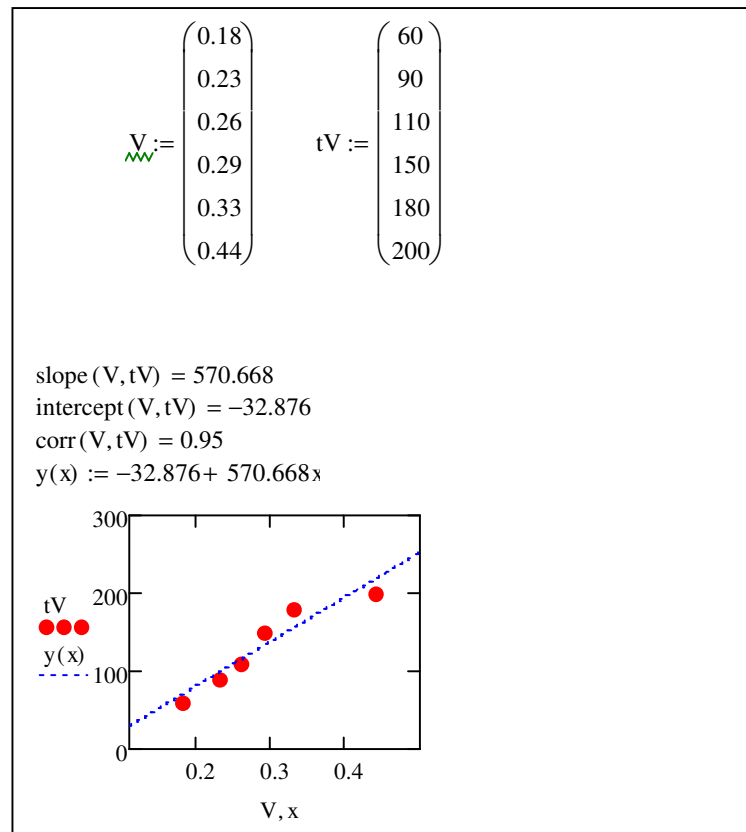 V := (0.18 0.23 0.26 0.29 0.33 0.44)
tV := (60 90 110 150 180 200)
slope(V, tV) = 570.668
intercept(V, tV) = −32.876
corr(V, tV) = 0.95
y(x) := −32.876 + 570.668x
tV
y(x)
300
200
100
0
0.2 0.3 0.4
V, x